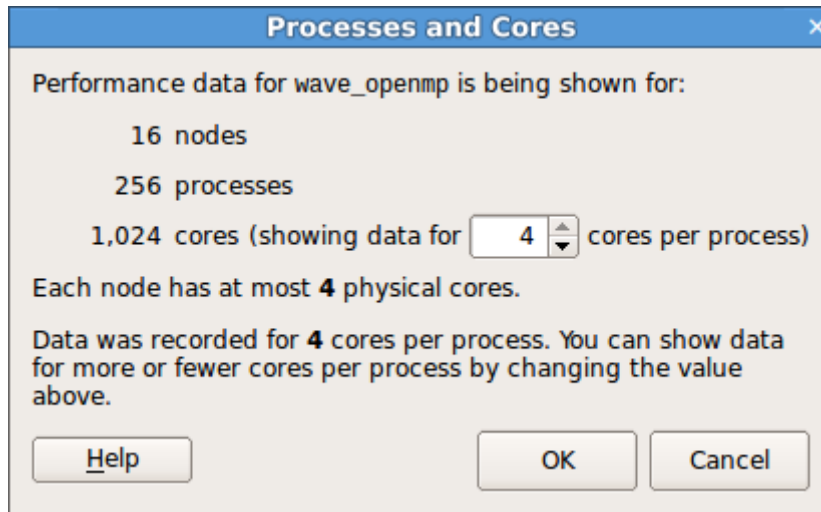 Processes and Cores ×
Performance data for wave_openmp is being shown for:
16 nodes
256 processes
1,024 cores (showing data for 4 cores per process)
Each node has at most 4 physical cores.
Data was recorded for 4 cores per process. You can show data
for more or fewer cores per process by changing the value
above.
Help OK Cancel